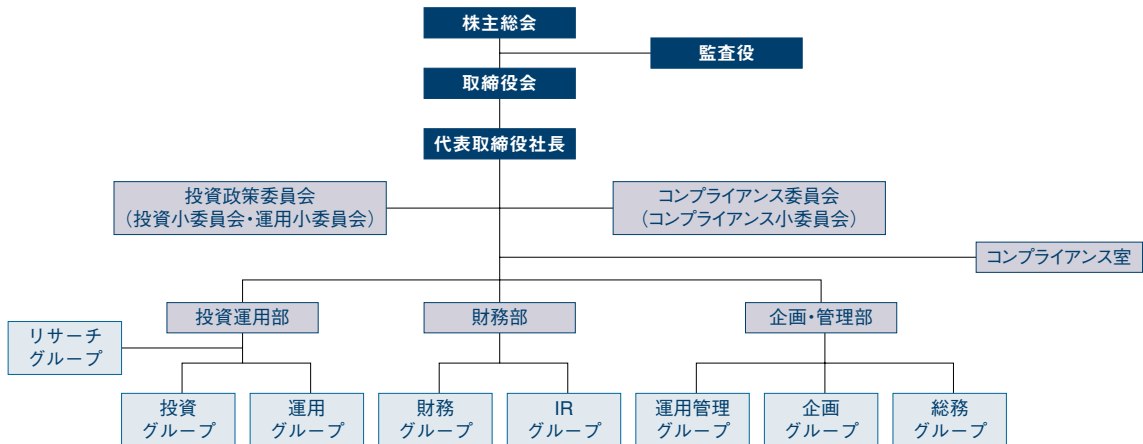 株主総会
監査役
取締役会
代表取締役社長
投資政策委員会
（投資小委員会・運用小委員会）
コンプライアンス委員会
（コンプライアンス小委員会）
コンプライアンス室
投資運用部
財務部
企画・管理部
リサーチ
グループ
投資
グループ
運用
グループ
財務
グループ
IR
グループ
運用管理
グループ
企画
グループ
総務
グループ